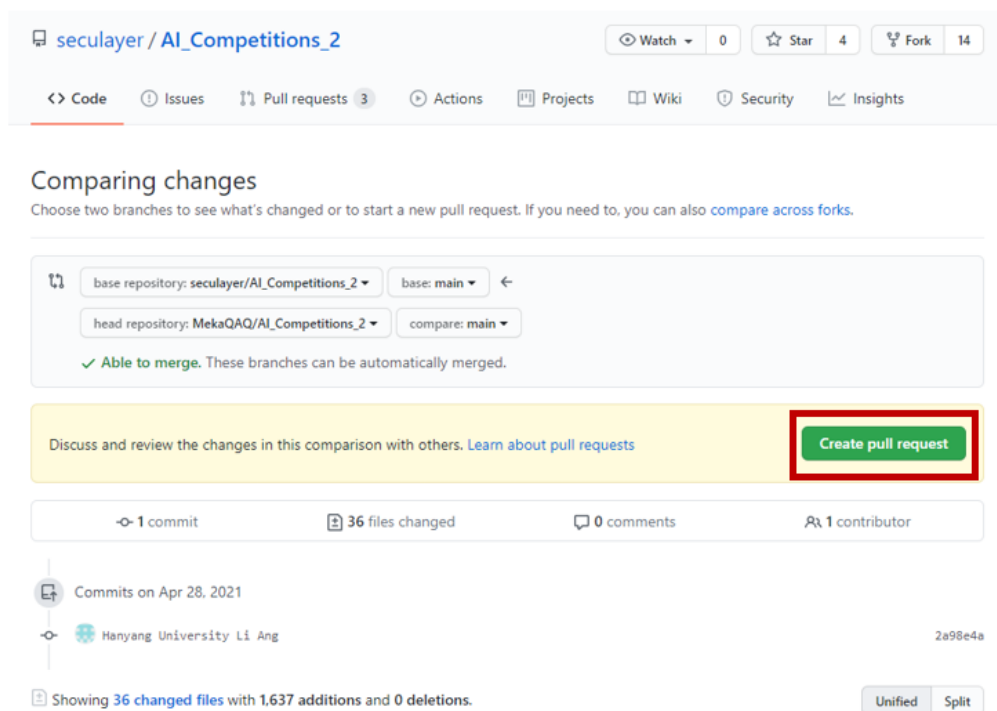 seculayer / AI_Competitions_2 Watch 0 Star 4 Fork 14
Code Issues Pull requests 3 Actions Projects Wiki Security Insights
Comparing changes
Choose two branches to see what's changed or to start a new pull request. If you need to, you can also compare across forks.
base repository: seculayer/AI_Competitions_2 base: main ←
head repository: MekaQAQ/AI_Competitions_2 compare: main
✓ Able to merge. These branches can be automatically merged.
Discuss and review the changes in this comparison with others. Learn about pull requests Create pull request
1 commit 36 files changed 0 comments 1 contributor
Commits on Apr 28, 2021
Hanyang University Li Ang 2a98e4a
Showing 36 changed files with 1,637 additions and 0 deletions. Unified Split